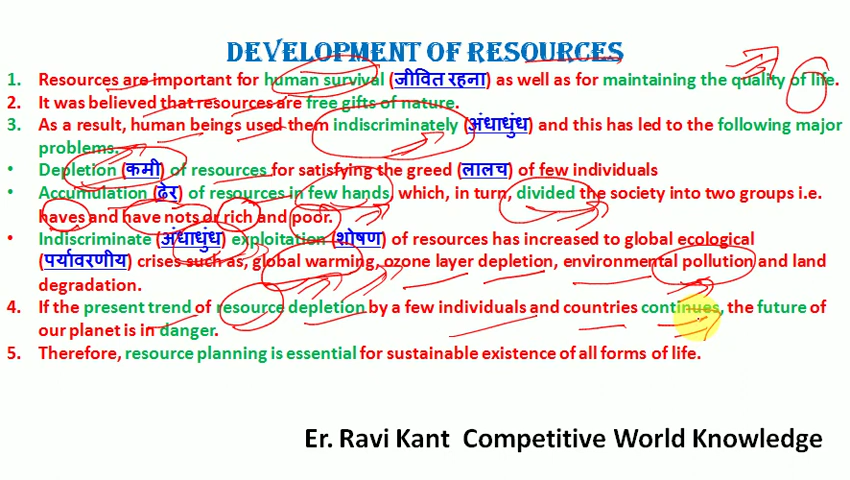 DEVELOPMENT OF RESOURCES
1. Resources are important for human survival (जीवित रहना) as well as for maintaining the quality of life.
2. It was believed that resources are free gifts of nature.
3. As a result, human beings used them indiscriminately (अंधाधुंध) and this has led to the following major
problems.
• Depletion (कमी) of resources for satisfying the greed (लालच) of few individuals
• Accumulation (ढेर) of resources in few hands, which, in turn, divided the society into two groups i.e.
haves and have nots or rich and poor.
• Indiscriminate (अंधाधुंध) exploitation (शोषण) of resources has increased to global ecological
(पर्यावरणीय) crises such as, global warming, ozone layer depletion, environmental pollution and land
degradation.
4. If the present trend of resource depletion by a few individuals and countries continues, the future of
our planet is in danger.
5. Therefore, resource planning is essential for sustainable existence of all forms of life.
Er. Ravi Kant Competitive World Knowledge